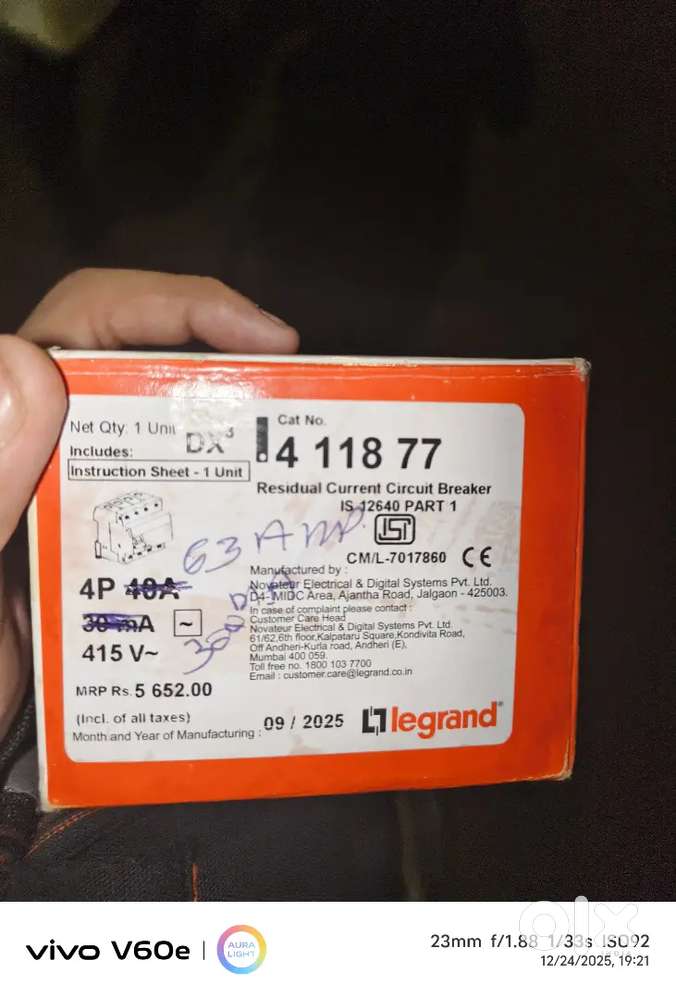 Net Qty: 1 Unit
Includes:
Instruction Sheet - 1 Unit
DX³
Cat No.
4 118 77
Residual Current Circuit Breaker
IS 12640 PART 1
ISI
CM/L-7017860 CE
63 Amp
4P 40A
30 mA ~
300
415 V~
MRP Rs. 5 652.00
(Incl. of all taxes)
Month and Year of Manufacturing : 09 / 2025
Manufactured by :
Novateur Electrical & Digital Systems Pvt. Ltd.
D4- MIDC Area, Ajantha Road, Jalgaon - 425003.
In case of complaint please contact :
Customer Care Head
Novateur Electrical & Digital Systems Pvt. Ltd.
61/62,6th floor,Kalpataru Square,Kondivita Road,
Off Andheri-Kurla road, Andheri (E),
Mumbai 400 059.
Toll free no. 1800 103 7700
Email : customer.care@legrand.co.in
legrand®
olx
vivo V60e | AURA LIGHT
23mm f/1.88 1/33s ISO92
12/24/2025, 19:21